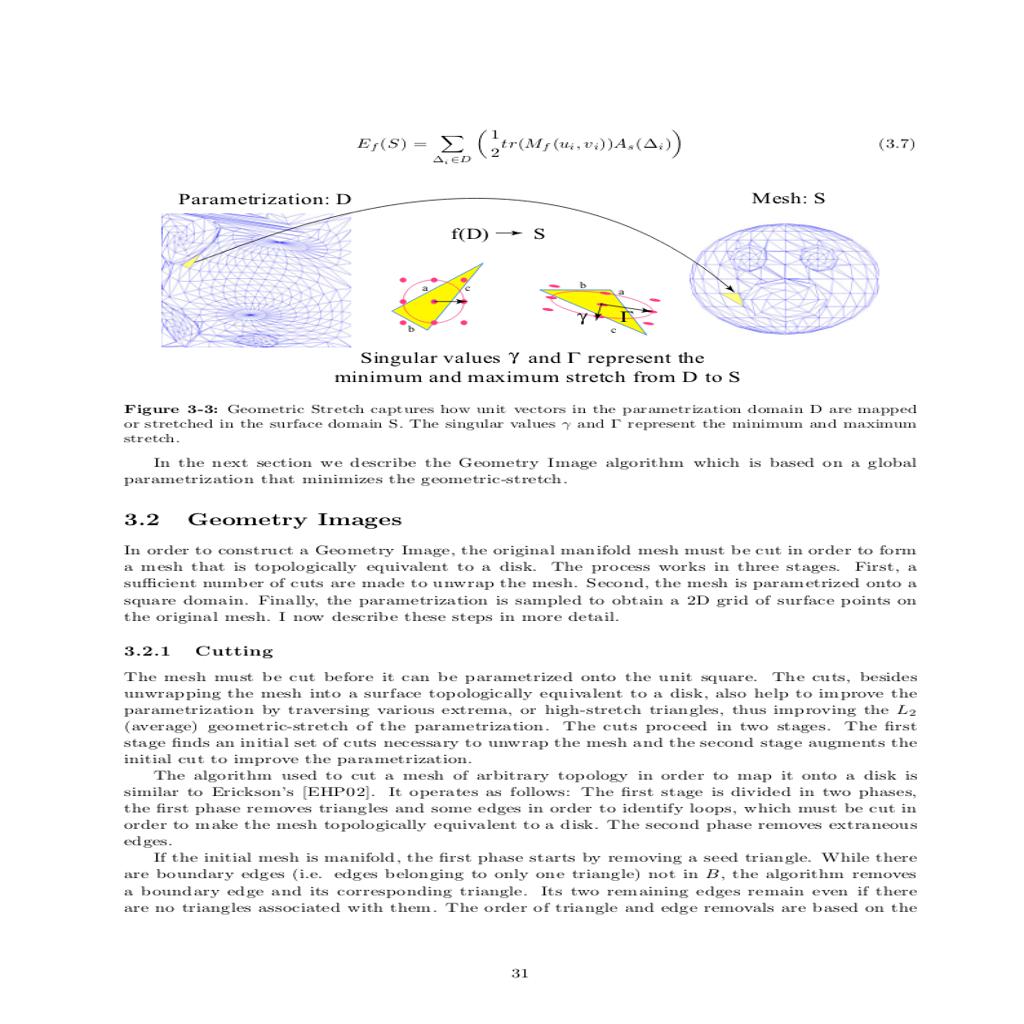 E_f(S) = \sum_{\Delta_i \in D} \left( \frac{1}{2} tr(M_f(u_i, v_i)) A_s(\Delta_i) \right) (3.7)
Parametrization: D
Mesh: S
f(D) → S
a
c
b
b
a
γ
Γ
c
Singular values γ and Γ represent the
minimum and maximum stretch from D to S
Figure 3-3: Geometric Stretch captures how unit vectors in the parametrization domain D are mapped
or stretched in the surface domain S. The singular values γ and Γ represent the minimum and maximum
stretch.
In the next section we describe the Geometry Image algorithm which is based on a global
parametrization that minimizes the geometric-stretch.
3.2 Geometry Images
In order to construct a Geometry Image, the original manifold mesh must be cut in order to form
a mesh that is topologically equivalent to a disk. The process works in three stages. First, a
sufficient number of cuts are made to unwrap the mesh. Second, the mesh is parametrized onto a
square domain. Finally, the parametrization is sampled to obtain a 2D grid of surface points on
the original mesh. I now describe these steps in more detail.
3.2.1 Cutting
The mesh must be cut before it can be parametrized onto the unit square. The cuts, besides
unwrapping the mesh into a surface topologically equivalent to a disk, also help to improve the
parametrization by traversing various extrema, or high-stretch triangles, thus improving the L_2
(average) geometric-stretch of the parametrization. The cuts proceed in two stages. The first
stage finds an initial set of cuts necessary to unwrap the mesh and the second stage augments the
initial cut to improve the parametrization.
The algorithm used to cut a mesh of arbitrary topology in order to map it onto a disk is
similar to Erickson's [EHP02]. It operates as follows: The first stage is divided in two phases,
the first phase removes triangles and some edges in order to identify loops, which must be cut in
order to make the mesh topologically equivalent to a disk. The second phase removes extraneous
edges.
If the initial mesh is manifold, the first phase starts by removing a seed triangle. While there
are boundary edges (i.e. edges belonging to only one triangle) not in B, the algorithm removes
a boundary edge and its corresponding triangle. Its two remaining edges remain even if there
are no triangles associated with them. The order of triangle and edge removals are based on the
31